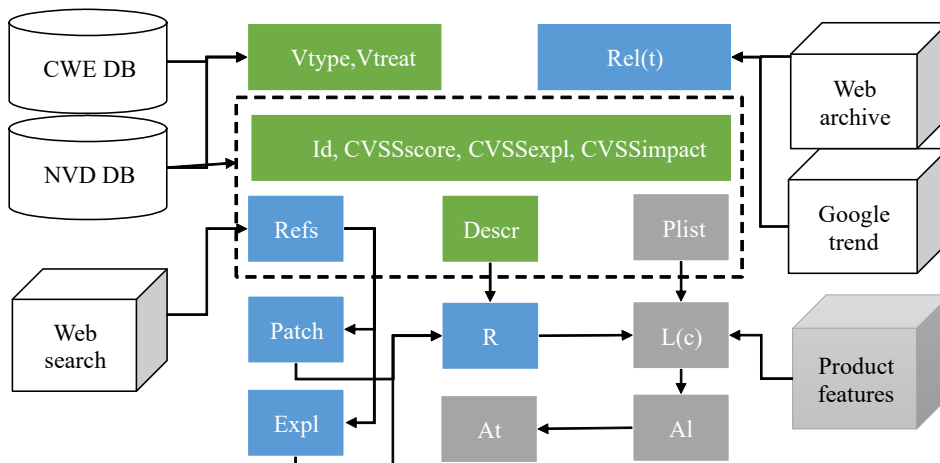 CWE DB
Vtype,Vtreat
Rel(t)
Web
archive
NVD DB
Id, CVSSscore, CVSSexpl, CVSSimpact
Refs
Descr
Plist
Google
trend
Web
search
Patch
R
L(c)
Product
features
Expl
At
Al